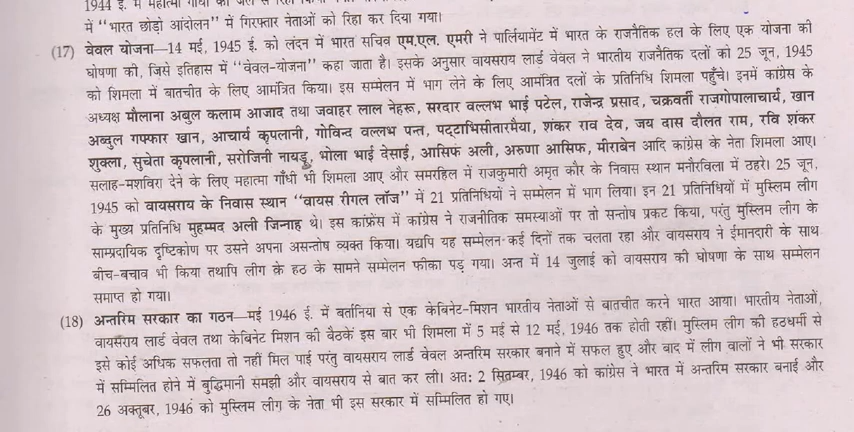 में "भारत छोड़ो आंदोलन" में गिरफ्तार नेताओं को रिहा कर दिया गया।
(17) वेवल योजना—14 मई, 1945 ई. को लंदन में भारत सचिव एम.एल. एमरी ने पार्लियामेंट में भारत के राजनैतिक हल के लिए एक योजना की
घोषणा की, जिसे इतिहास में "वेवल-योजना" कहा जाता है। इसके अनुसार वायसराय लार्ड वेवल ने भारतीय राजनैतिक दलों को 25 जून, 1945
को शिमला में बातचीत के लिए आमंत्रित किया। इस सम्मेलन में भाग लेने के लिए आमंत्रित दलों के प्रतिनिधि शिमला पहुँचे। इनमें कांग्रेस के
अध्यक्ष मौलाना अबुल कलाम आजाद तथा जवाहर लाल नेहरू, सरदार वल्लभ भाई पटेल, राजेन्द्र प्रसाद, चक्रवर्ती राजगोपालाचार्य, खान
अब्दुल गफ्फार खान, आचार्य कृपलानी, गोविन्द वल्लभ पन्त, पद्टाभिसीतारमैया, शंकर राव देव, जय दास दौलत राम, रवि शंकर
शुक्ला, सुचेता कृपलानी, सरोजिनी नायडू, भोला भाई देसाई, आसिफ अली, अरुणा आसिफ, मीराबेन आदि कांग्रेस के नेता शिमला आए।
सलाह-मशविरा देने के लिए महात्मा गाँधी भी शिमला आए और समरहिल में राजकुमारी अमृत कौर के निवास स्थान मनौरविला में ठहरे। 25 जून,
1945 को वायसराय के निवास स्थान "वायस रीगल लॉज" में 21 प्रतिनिधियों ने सम्मेलन में भाग लिया। इन 21 प्रतिनिधियों में मुस्लिम लीग
के मुख्य प्रतिनिधि मुहम्मद अली जिन्नाह थे। इस कांफ्रेंस में कांग्रेस ने राजनीतिक समस्याओं पर तो सन्तोष प्रकट किया, परंतु मुस्लिम लीग के
साम्प्रदायिक दृष्टिकोण पर उसने अपना असन्तोष व्यक्त किया। यद्यपि यह सम्मेलन-कई दिनों तक चलता रहा और वायसराय ने ईमानदारी के साथ
बीच-बचाव भी किया तथापि लीग के हठ के सामने सम्मेलन फीका पड़ गया। अन्त में 14 जुलाई को वायसराय की घोषणा के साथ सम्मेलन
समाप्त हो गया।
(18) अन्तरिम सरकार का गठन—मई 1946 ई. में बर्तानिया से एक केबिनेट-मिशन भारतीय नेताओं से बातचीत करने भारत आया। भारतीय नेताओं,
वायसराय लार्ड वेवल तथा केबिनेट मिशन की बैठकें इस बार भी शिमला में 5 मई से 12 मई, 1946 तक होती रहीं। मुस्लिम लीग की हठधर्मी से
इसे कोई अधिक सफलता तो नहीं मिल पाई परंतु वायसराय लार्ड वेवल अन्तरिम सरकार बनाने में सफल हुए और बाद में लीग वालों ने भी सरकार
में सम्मिलित होने में बुद्धिमानी समझी और वायसराय से बात कर ली। अतः 2 सितम्बर, 1946 को कांग्रेस ने भारत में अन्तरिम सरकार बनाई और
26 अक्तूबर, 1946 को मुस्लिम लीग के नेता भी इस सरकार में सम्मिलित हो गए।